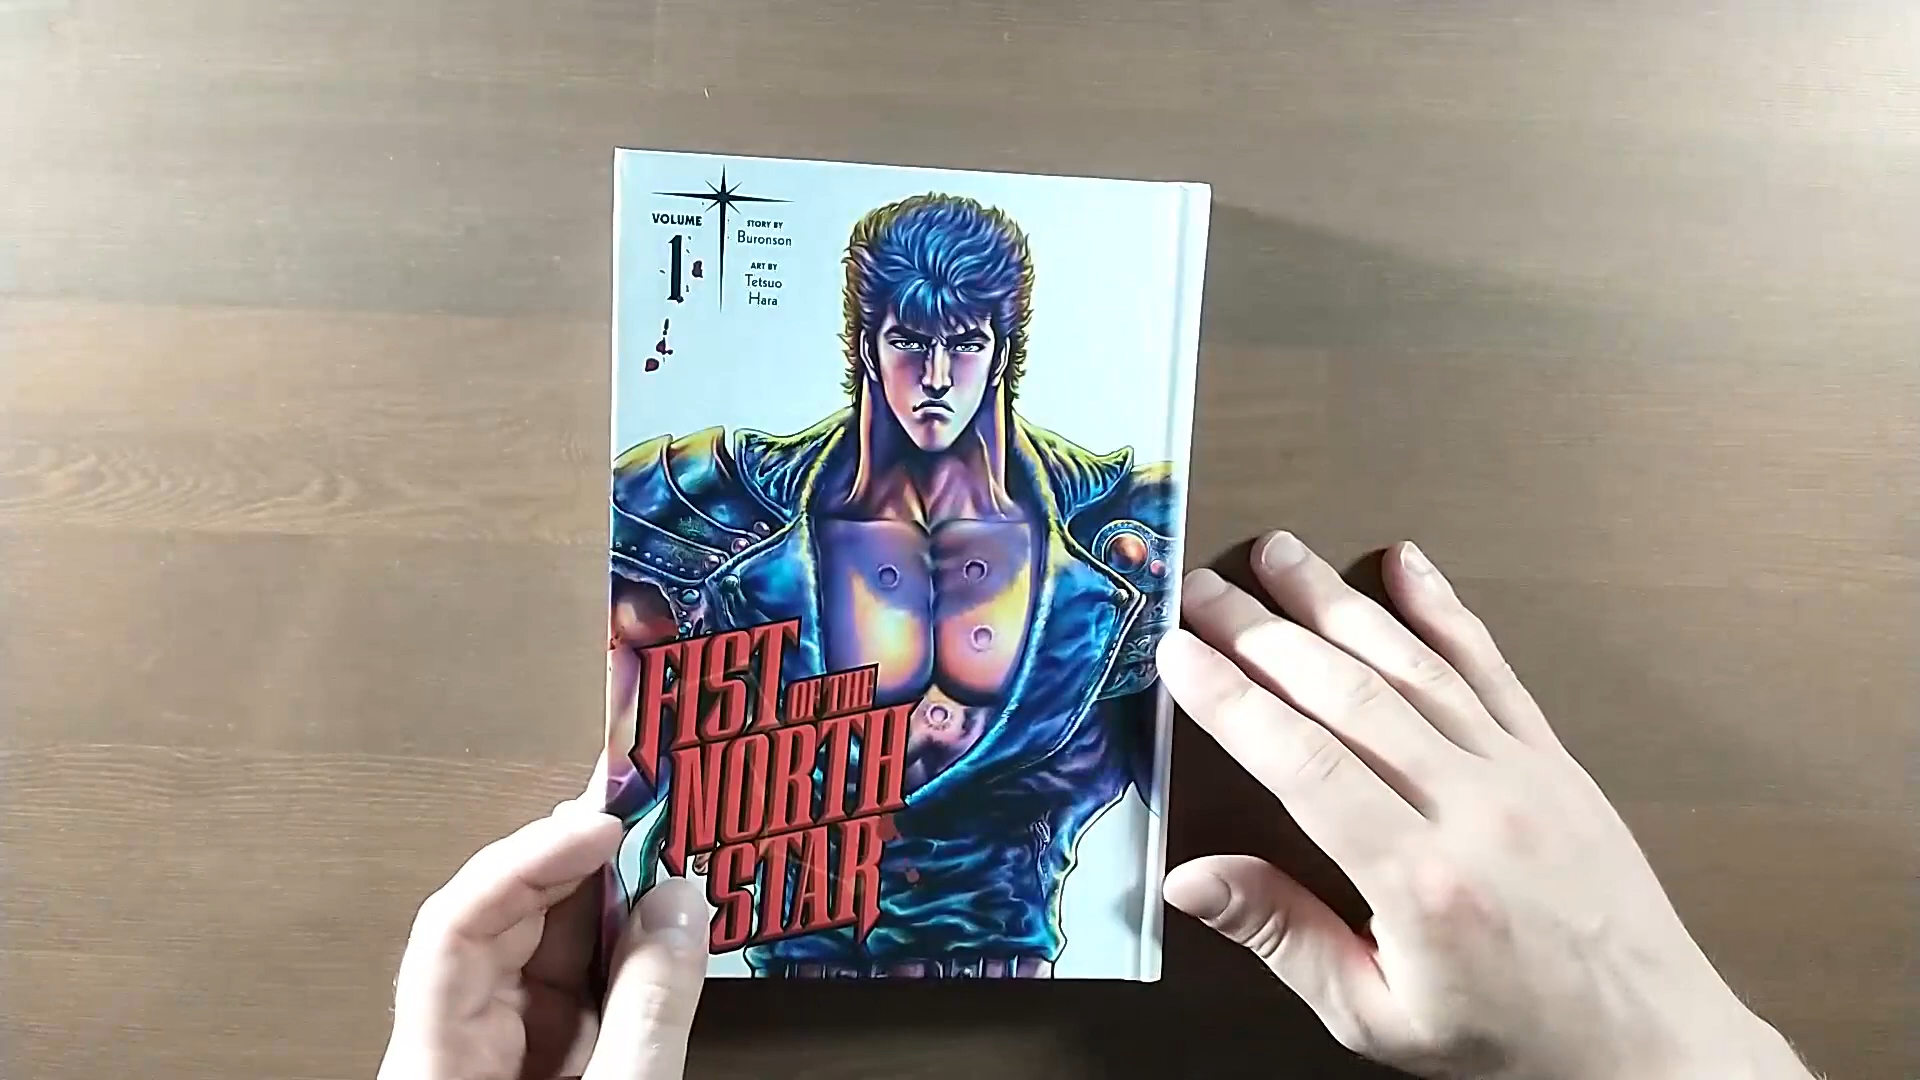 VOLUME
1
STORY BY
Buronson
ART BY
Tetsuo
Hara
FIST
OF THE
NORTH
STAR